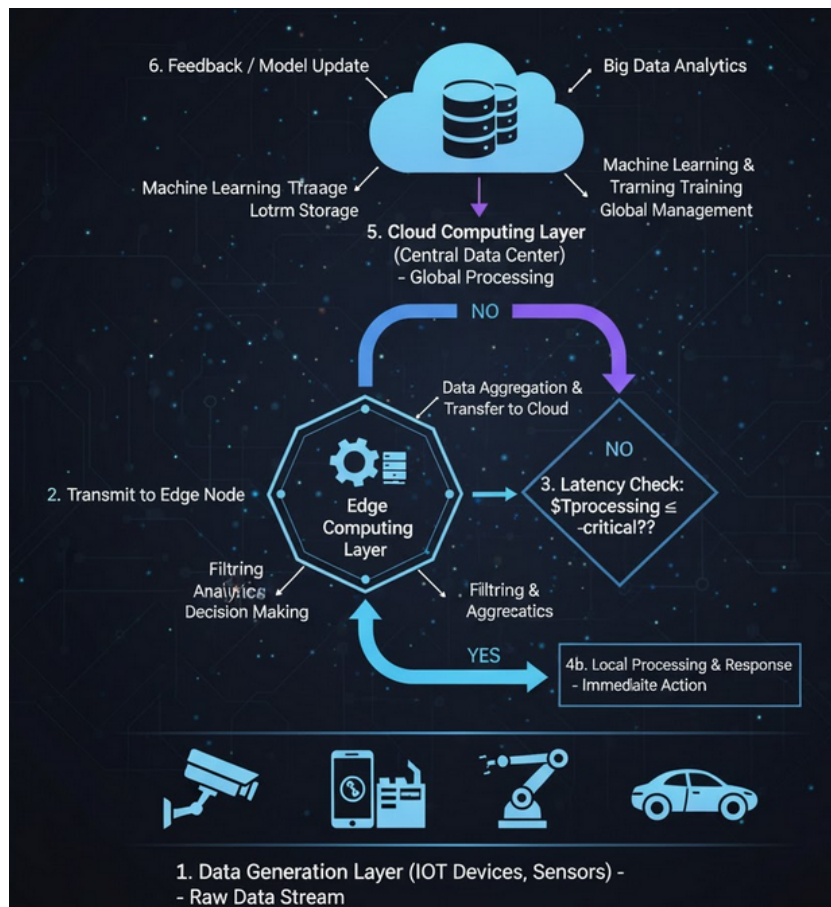 6. Feedback / Model Update
Big Data Analytics
Machine Learning Thraage
Lotrm Storage
Machine Learning &
Trarning Training
Global Management
5. Cloud Computing Layer
(Central Data Center)
- Global Processing
NO
Data Aggregation &
Transfer to Cloud
NO
3. Latency Check:
$Tprocessing ≤
-critical??
2. Transmit to Edge Node
Edge
Computing
Layer
Filtring
Analyircs
Decision Making
Filtring &
Aggrecatics
YES
4b. Local Processing & Response
- Immediaite Action
1. Data Generation Layer (IOT Devices, Sensors) -
- Raw Data Stream